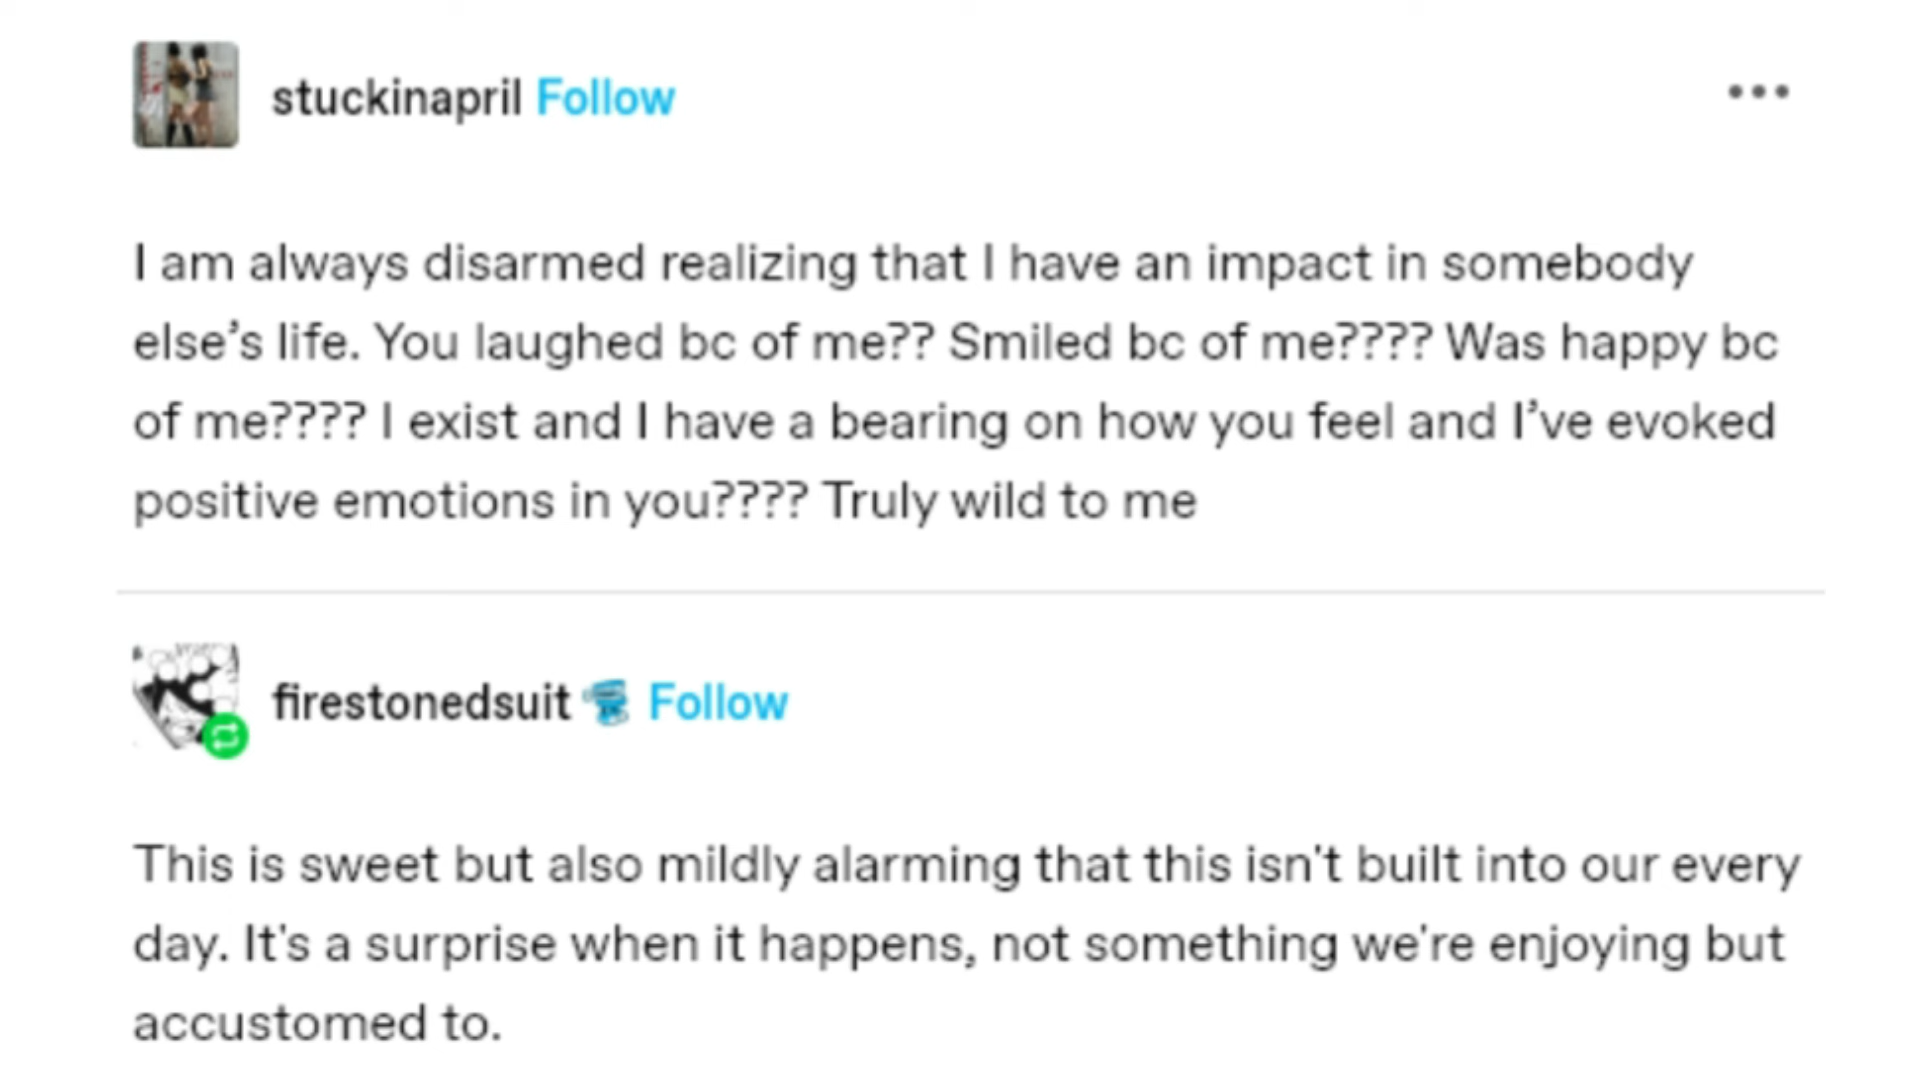 stuckinapril Follow
I am always disarmed realizing that I have an impact in somebody
else’s life. You laughed bc of me?? Smiled bc of me???? Was happy bc
of me???? I exist and I have a bearing on how you feel and I’ve evoked
positive emotions in you???? Truly wild to me
firestonedsuit Follow
This is sweet but also mildly alarming that this isn't built into our every
day. It's a surprise when it happens, not something we're enjoying but
accustomed to.